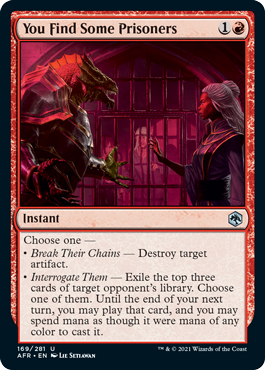 You Find Some Prisoners 1
Instant
Choose one —
• Break Their Chains — Destroy target
artifact.
• Interrogate Them — Exile the top three
cards of target opponent's library. Choose
one of them. Until the end of your next
turn, you may play that card, and you may
spend mana as though it were mana of any
color to cast it.
169/281 U
AFR • EN Lee Setiawan
™ & © 2021 Wizards of the Coast